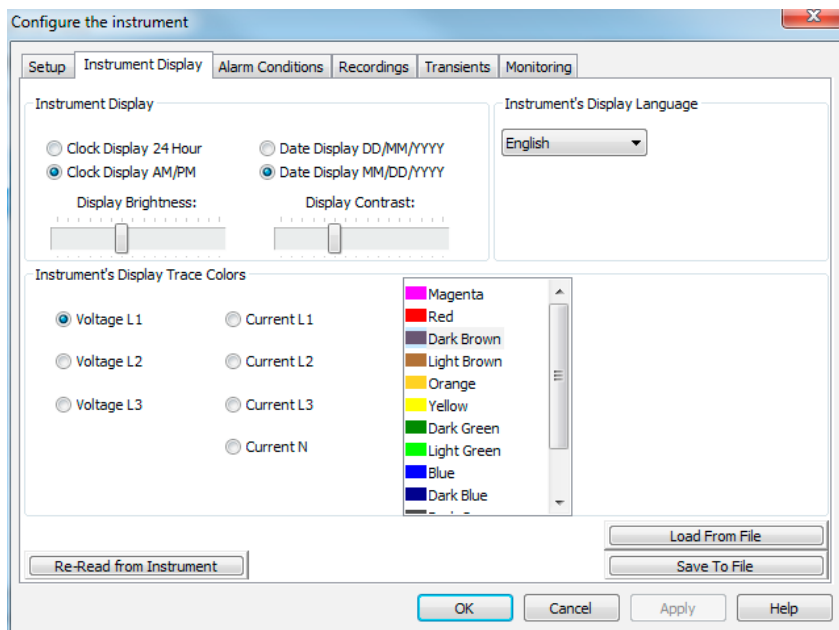 Configure the instrument
Setup Instrument Display Alarm Conditions Recordings Transients Monitoring
Instrument Display
Clock Display 24 Hour
Date Display DD/MM/YYYY
Clock Display AM/PM
Date Display MM/DD/YYYY
Display Brightness:
Display Contrast:
Instrument's Display Language
English
Instrument's Display Trace Colors
Voltage L1
Current L1
Voltage L2
Current L2
Voltage L3
Current L3
Current N
Magenta
Red
Dark Brown
Light Brown
Orange
Yellow
Dark Green
Light Green
Blue
Dark Blue
Load From File
Re-Read from Instrument
Save To File
OK Cancel Apply Help